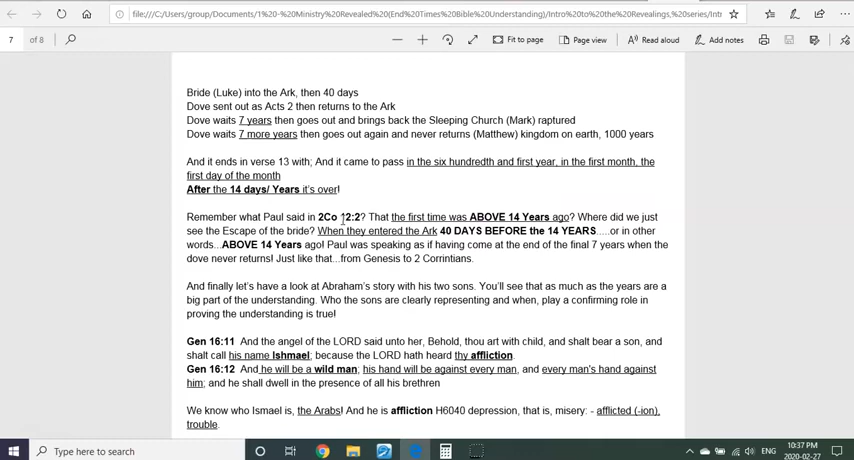 file:///C:/Users/group/Documents/1%20-%20Ministry%20Revealed%20(End%20Times%20Bible%20Understanding)/Intro%20to%20the%20Revealings,%20series/Intr
7 of 8
Fit to page
Page view
Read aloud
Add notes
Bride (Luke) into the Ark, then 40 days
Dove sent out as Acts 2 then returns to the Ark
Dove waits 7 years then goes out and brings back the Sleeping Church (Mark) raptured
Dove waits 7 more years then goes out again and never returns (Matthew) kingdom on earth, 1000 years
And it ends in verse 13 with; And it came to pass in the six hundredth and first year, in the first month, the
first day of the month
After the 14 days/ Years it's over!
Remember what Paul said in 2Co 12:2? That the first time was ABOVE 14 Years ago? Where did we just
see the Escape of the bride? When they entered the Ark 40 DAYS BEFORE the 14 YEARS.....or in other
words...ABOVE 14 Years ago! Paul was speaking as if having come at the end of the final 7 years when the
dove never returns! Just like that...from Genesis to 2 Corrintians.
And finally let's have a look at Abraham's story with his two sons. You'll see that as much as the years are a
big part of the understanding. Who the sons are clearly representing and when, play a confirming role in
proving the understanding is true!
Gen 16:11 And the angel of the LORD said unto her, Behold, thou art with child, and shalt bear a son, and
shalt call his name Ishmael; because the LORD hath heard thy affliction.
Gen 16:12 And he will be a wild man; his hand will be against every man, and every man's hand against
him; and he shall dwell in the presence of all his brethren
We know who Ismael is, the Arabs! And he is affliction H6040 depression, that is, misery: - afflicted (-ion),
trouble.
Type here to search
ENG
10:37 PM
2020-02-27